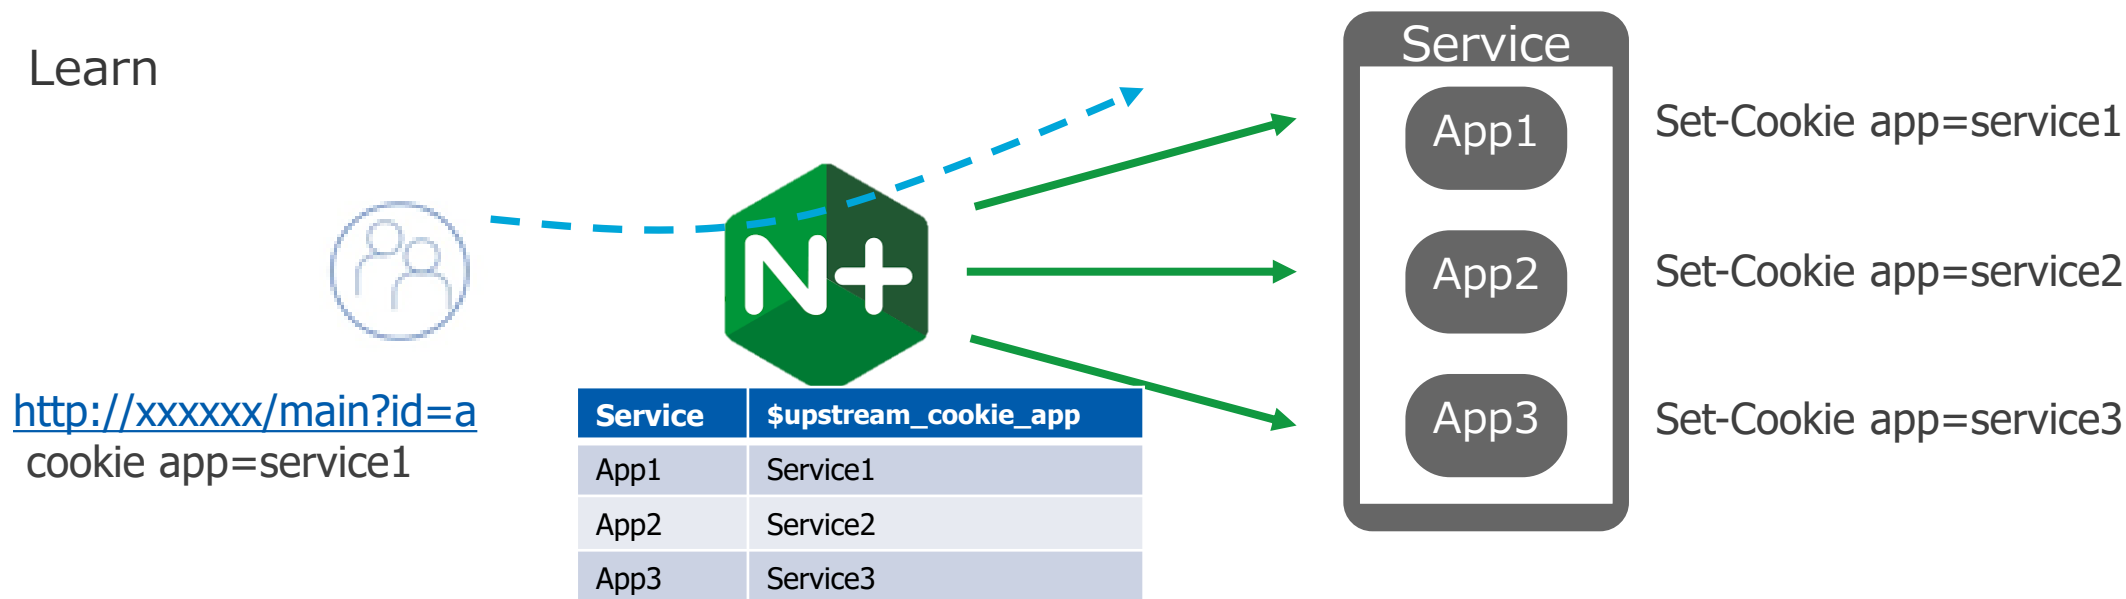 Learn
http://xxxxxx/main?id=a
cookie app=service1
N+
Service $upstream_cookie_app
App1 Service1
App2 Service2
App3 Service3
Service
App1
App2
App3
Set-Cookie app=service1
Set-Cookie app=service2
Set-Cookie app=service3